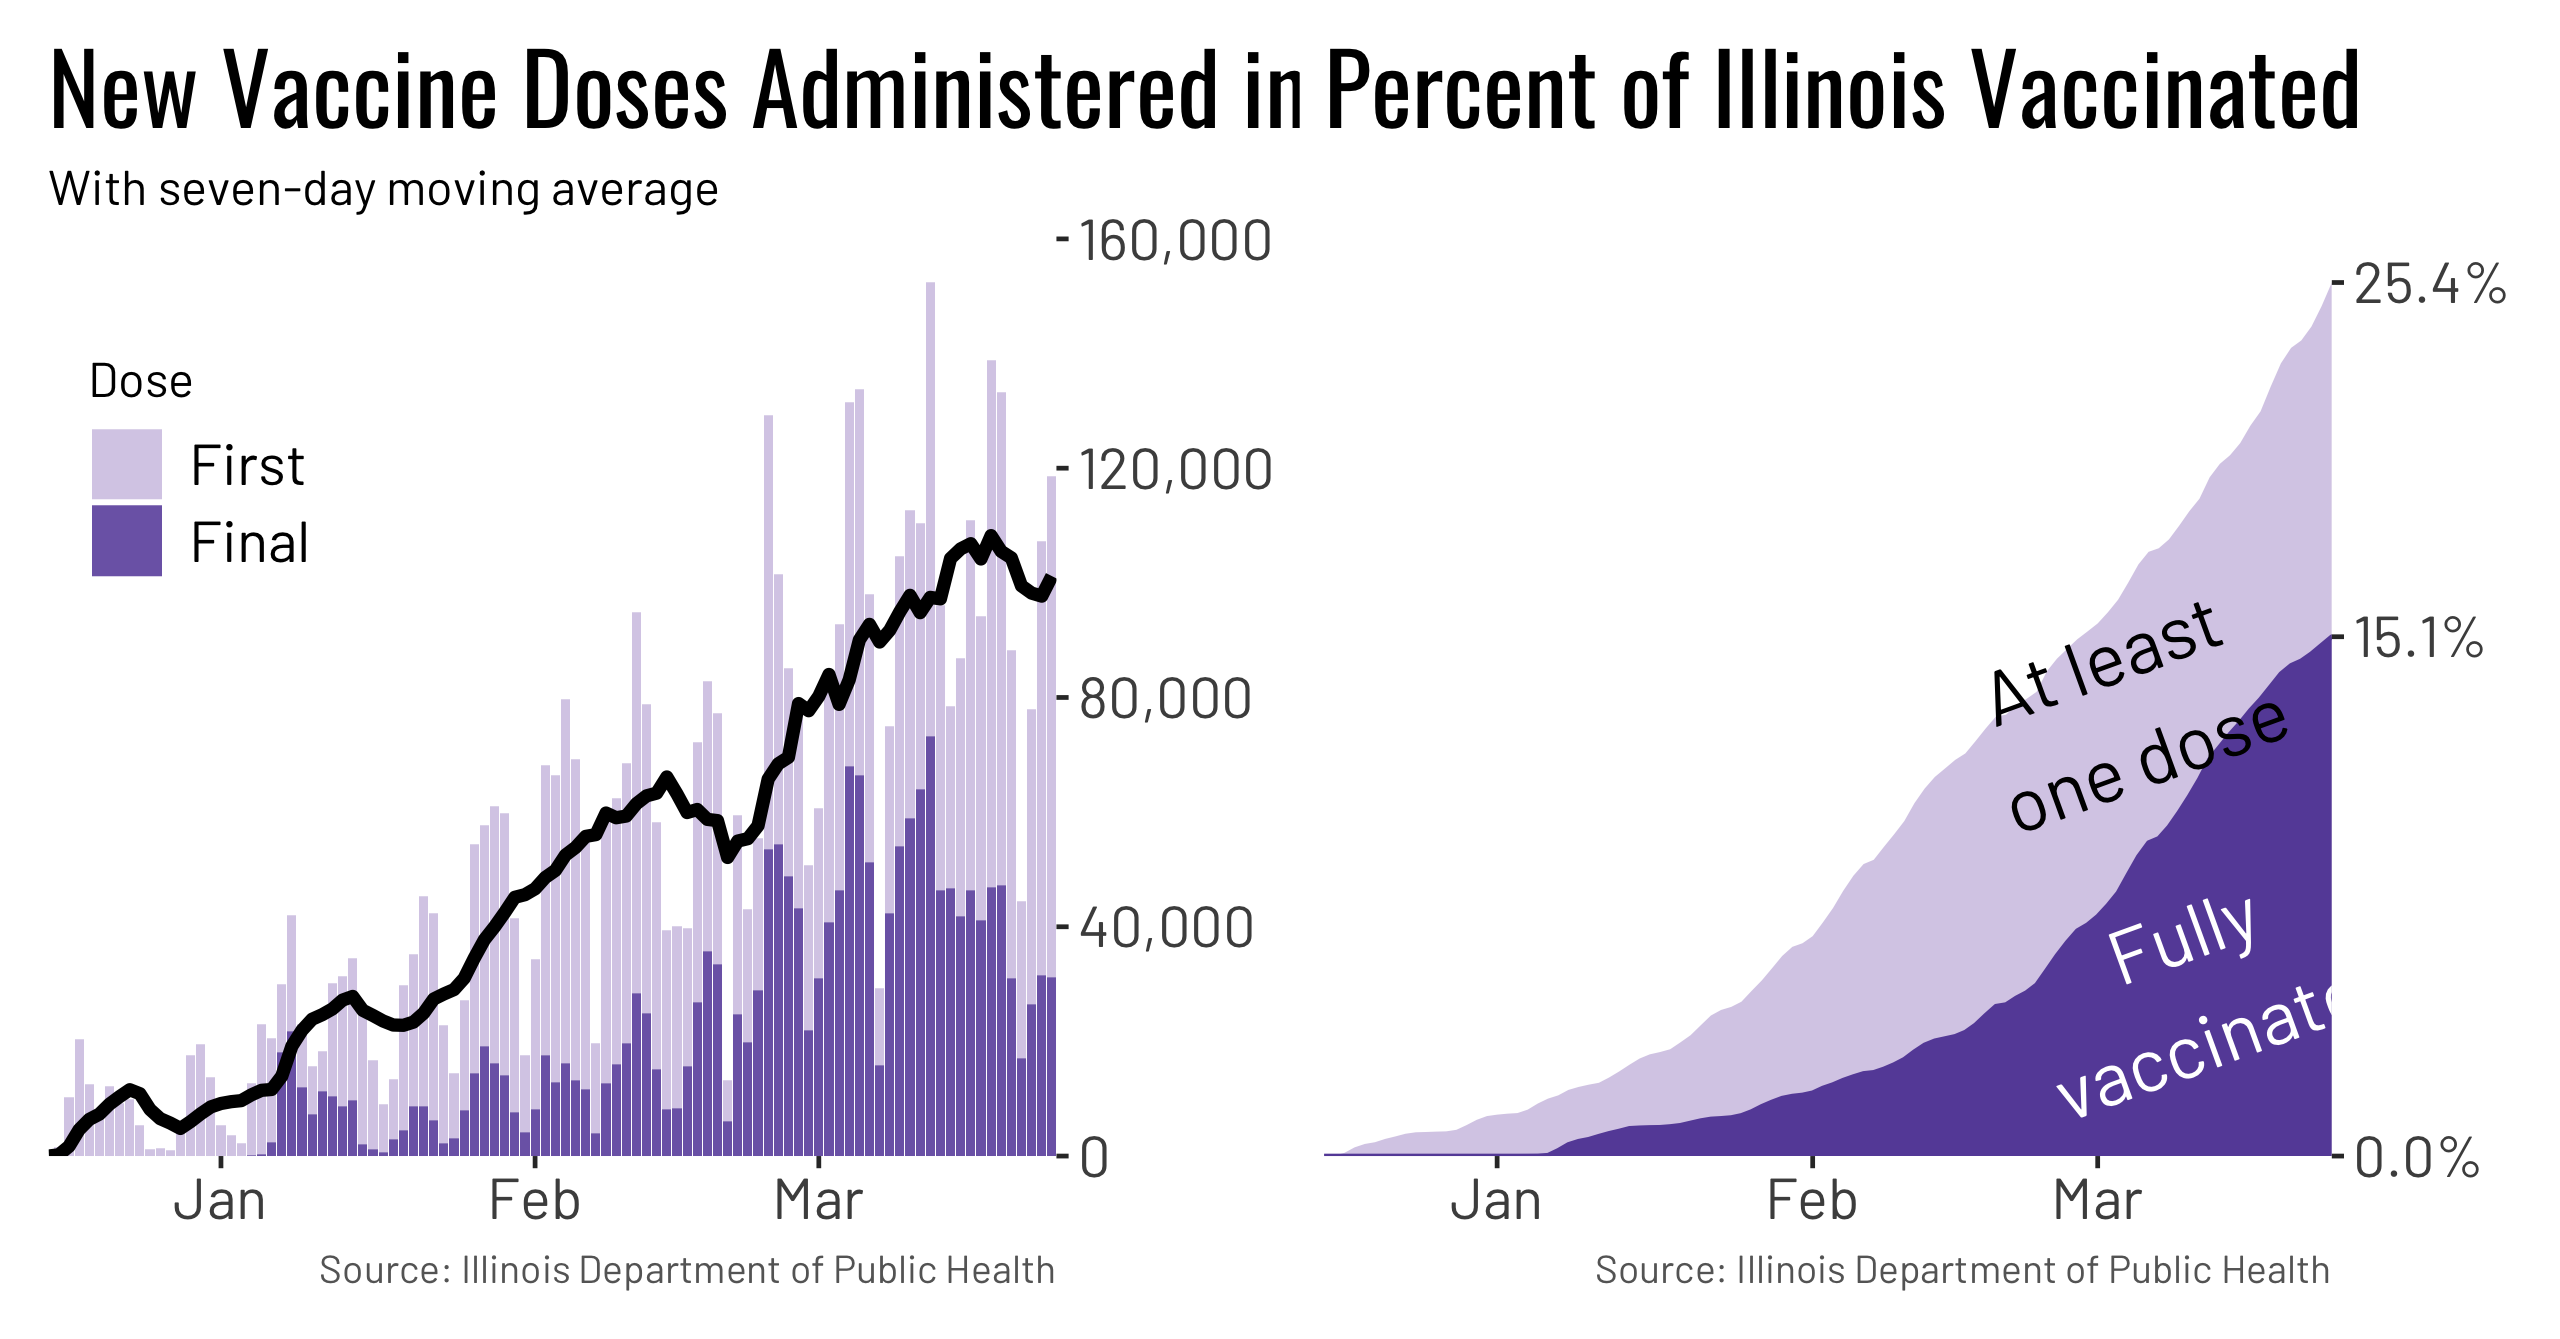 New Vaccine Doses Administered in
With seven-day moving average
Dose
First
Final
160,000
120,000
80,000
40,000
0
Jan Feb Mar
Source: Illinois Department of Public Health
Percent of Illinois Vaccinated
25.4%
15.1%
0.0%
At least
one dose
Fully
vaccinate
Jan Feb Mar
Source: Illinois Department of Public Health